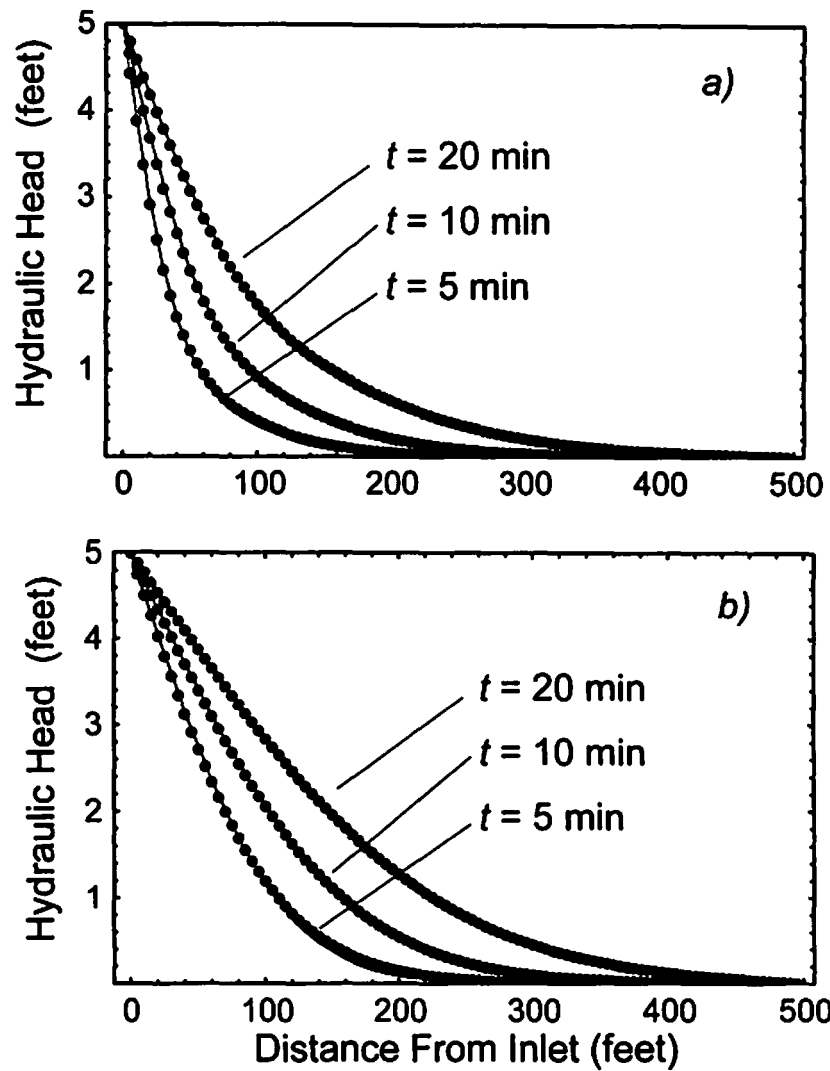 5
4
3
2
1
Hydraulic Head (feet)
a)
t = 20 min
t = 10 min
t = 5 min
0 100 200 300 400 500
5
4
3
2
1
Hydraulic Head (feet)
b)
t = 20 min
t = 10 min
t = 5 min
0 100 200 300 400 500
Distance From Inlet (feet)